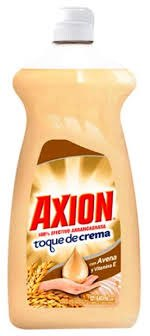 AXION
100% EFECTIVO ARRANCAGRASA
toque de crema
con Avena
y Vitamina E